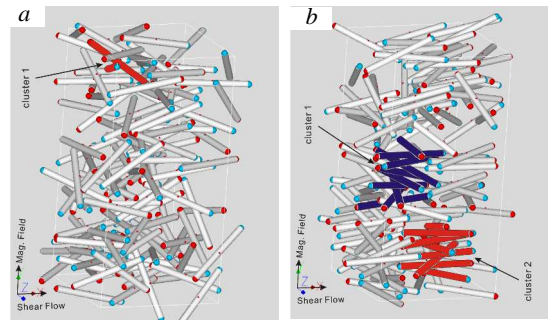 a
cluster 1
Mag. Field
Z
Shear Flow
b
cluster 1
cluster 2
Mag. Field
Z
Shear Flow